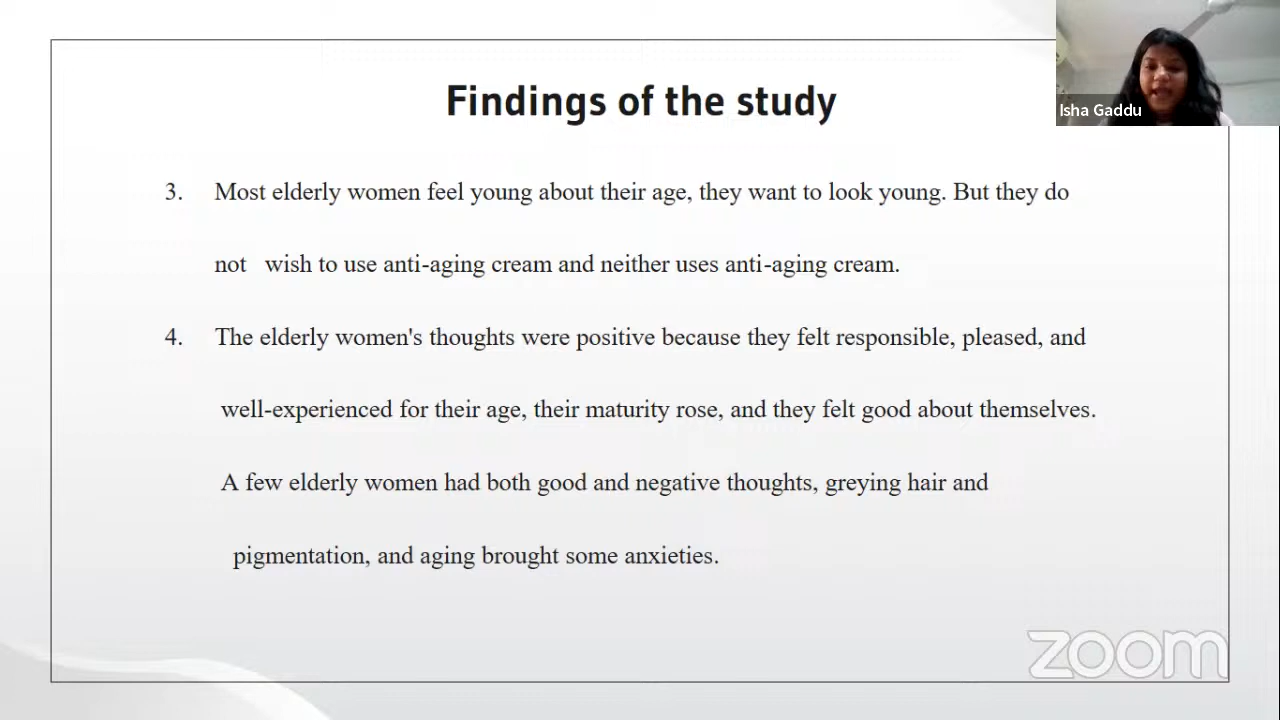 Findings of the study
Isha Gaddu
3. Most elderly women feel young about their age, they want to look young. But they do
not wish to use anti-aging cream and neither uses anti-aging cream.
4. The elderly women's thoughts were positive because they felt responsible, pleased, and
well-experienced for their age, their maturity rose, and they felt good about themselves.
A few elderly women had both good and negative thoughts, greying hair and
pigmentation, and aging brought some anxieties.
zoom